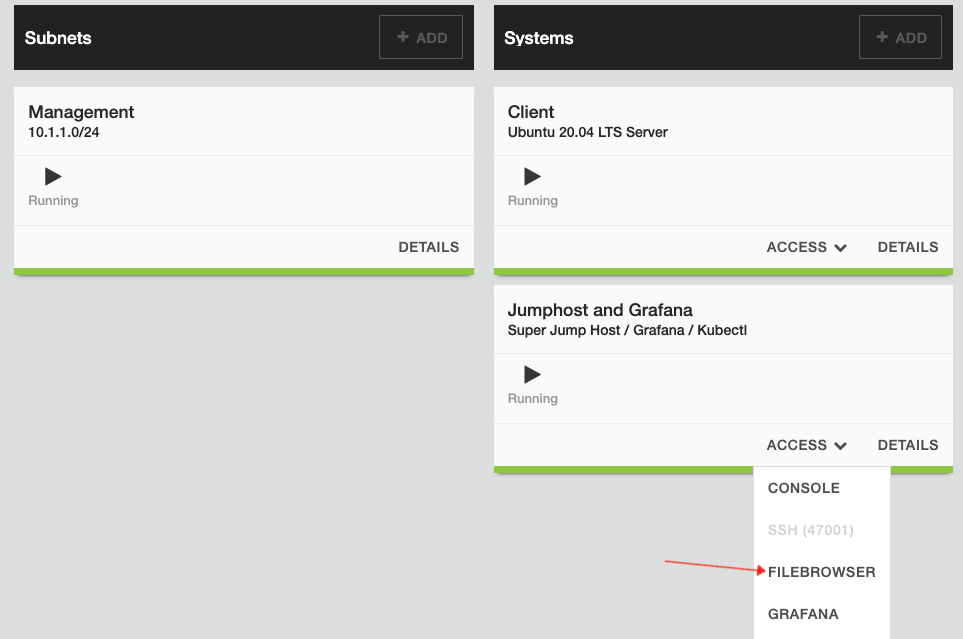 Subnets
+ ADD
Management
10.1.1.0/24
Running
DETAILS
Systems
+ ADD
Client
Ubuntu 20.04 LTS Server
Running
ACCESS DETAILS
Jumphost and Grafana
Super Jump Host / Grafana / Kubectl
Running
ACCESS DETAILS
CONSOLE
SSH (47001)
FILEBROWSER
GRAFANA